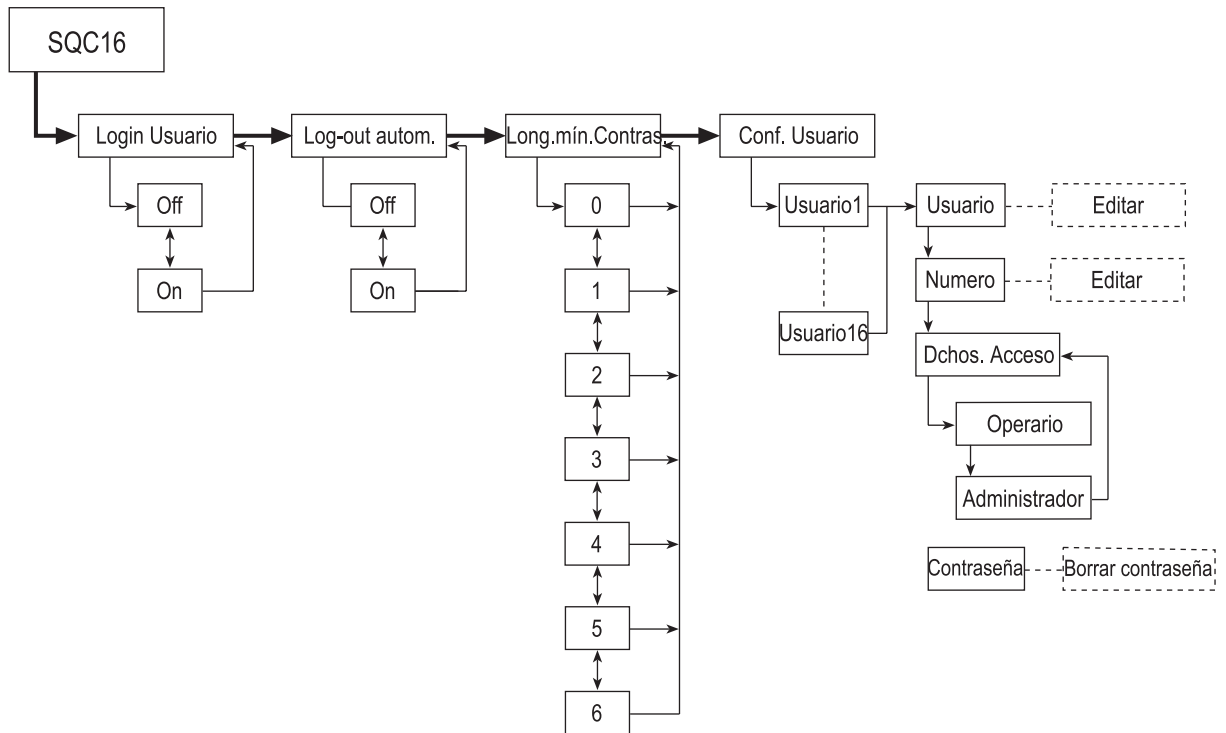 SQC16
Login Usuario
Log-out autom.
Long.mín.Contras
Conf. Usuario
Off
On
Off
On
0
1
2
3
4
5
6
Usuario1
Usuario16
Usuario
Editar
Numero
Editar
Dchos. Acceso
Operario
Administrador
Contraseña
Borrar contraseña